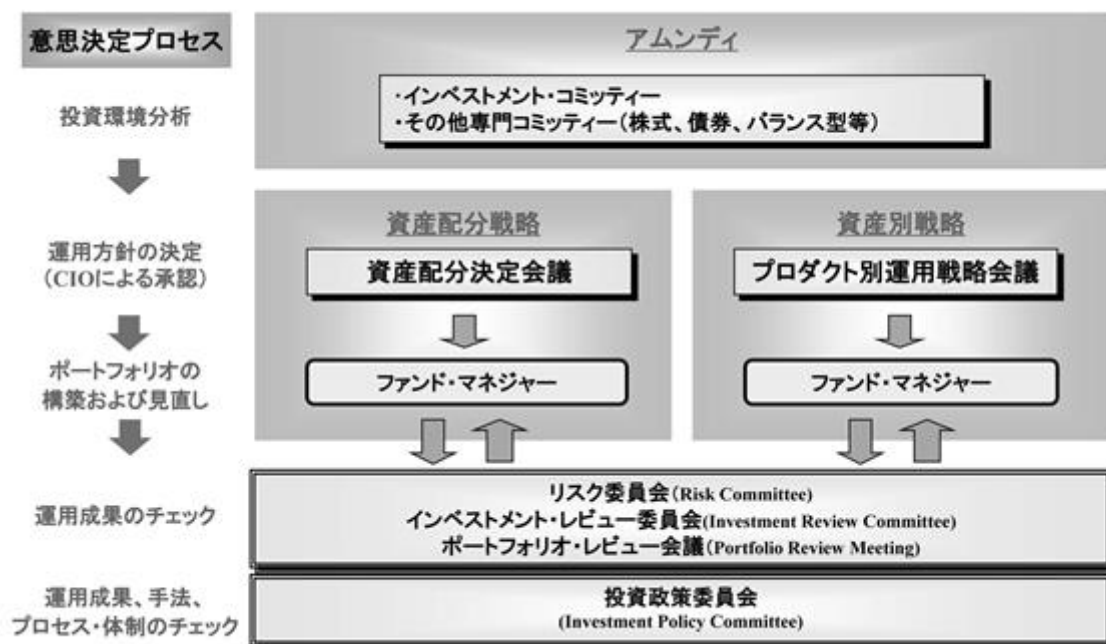 意思決定プロセス
投資環境分析
運用方針の決定
(CIOによる承認)
ポートフォリオの
構築および見直し
運用成果のチェック
運用成果、手法、
プロセス・体制のチェック
アムンディ
・インベストメント・コミッティー
・その他専門コミッティー(株式、債券、バランス型等)
資産配分戦略
資産配分決定会議
ファンド・マネジャー
資産別戦略
プロダクト別運用戦略会議
ファンド・マネジャー
リスク委員会(Risk Committee)
インベストメント・レビュー委員会(Investment Review Committee)
ポートフォリオ・レビュー会議(Portfolio Review Meeting)
投資政策委員会
(Investment Policy Committee)